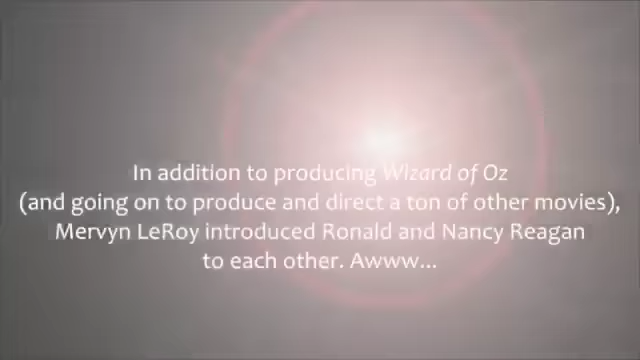 In addition to producing Wizard of Oz
(and going on to produce and direct a ton of other movies),
Mervyn LeRoy introduced Ronald and Nancy Reagan
to each other. Awww...